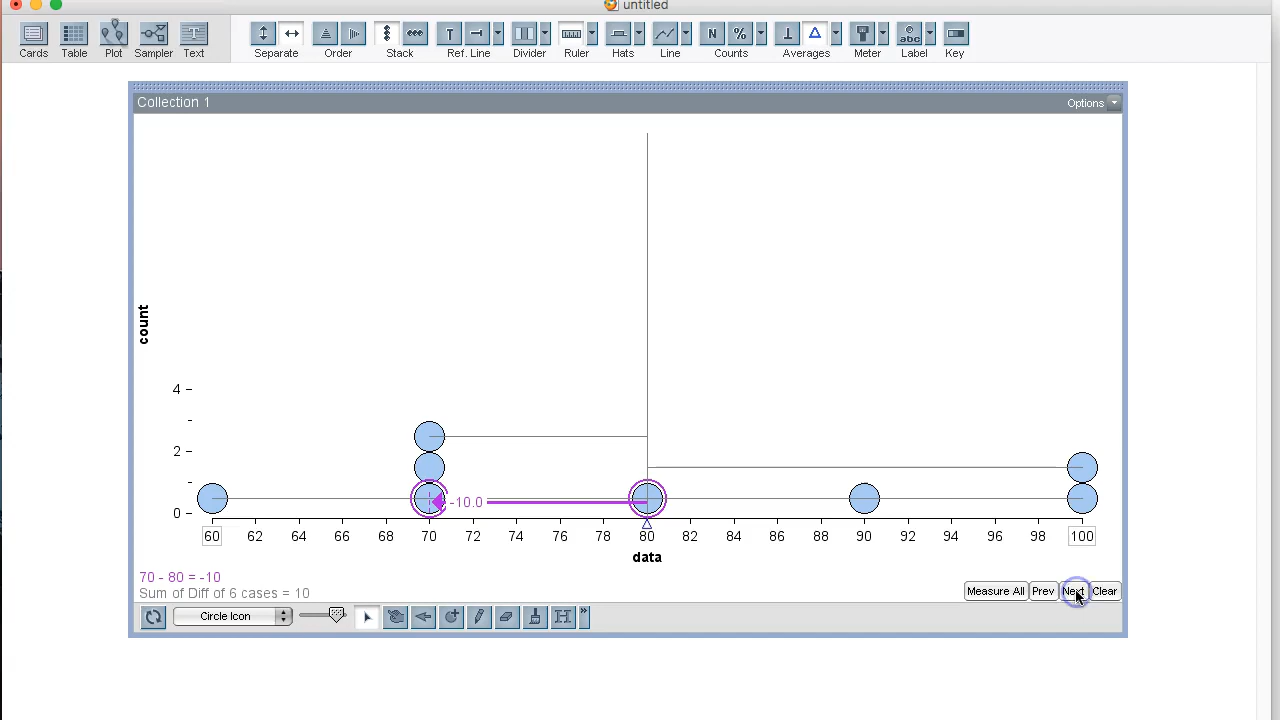 untitled
Cards Table Plot Sampler Text Separate Order Stack Ref. Line Divider Ruler Hats Line Counts Averages Meter Label Key
Collection 1
Options
count
4
2
0
-10.0
60 62 64 66 68 70 72 74 76 78 80 82 84 86 88 90 92 94 96 98 100
data
70 - 80 = -10
Sum of Diff of 6 cases = 10
Measure All Prev Next Clear
Circle Icon